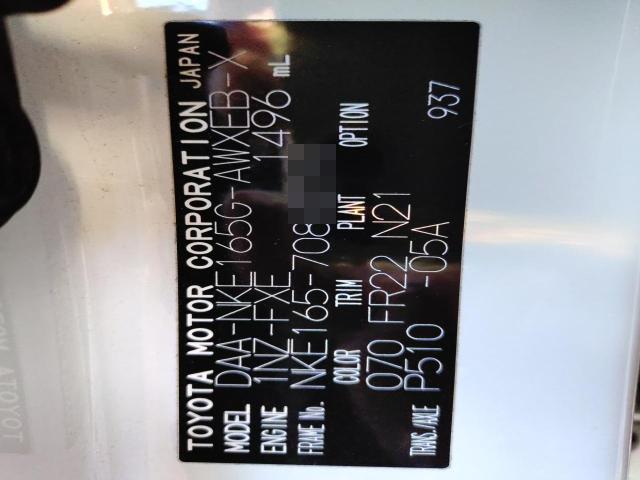 TOYOTA MOTOR CORPORATION JAPAN
MODEL DAA-NKE165G-AWXEB-X
ENGINE 1NZ-FXE 1496 mL
FRAME No. NKE165-708
COLOR TRIM PLANT OPTION
070 FR22 N21
TRANS./AXLE P510 -05A 937